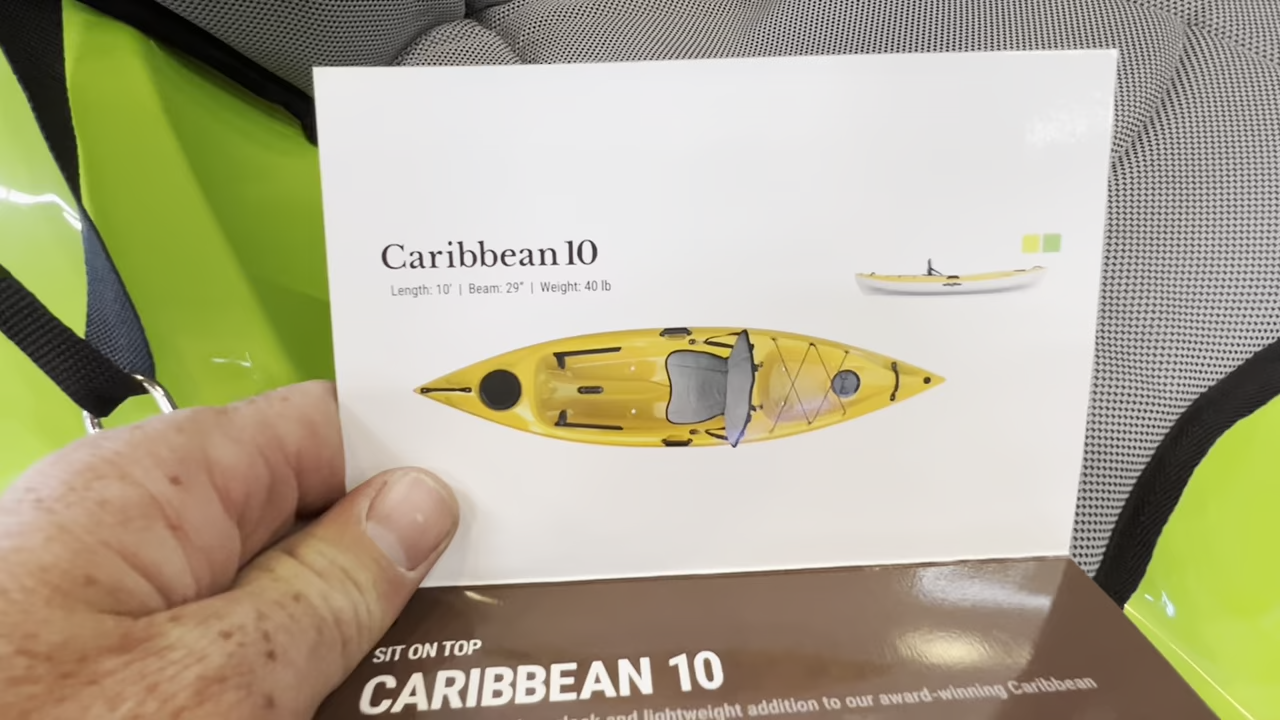 Caribbean 10
Length: 10' | Beam: 29" | Weight: 40 lb
SIT ON TOP
CARIBBEAN 10
and lightweight addition to our award-winning Caribbean